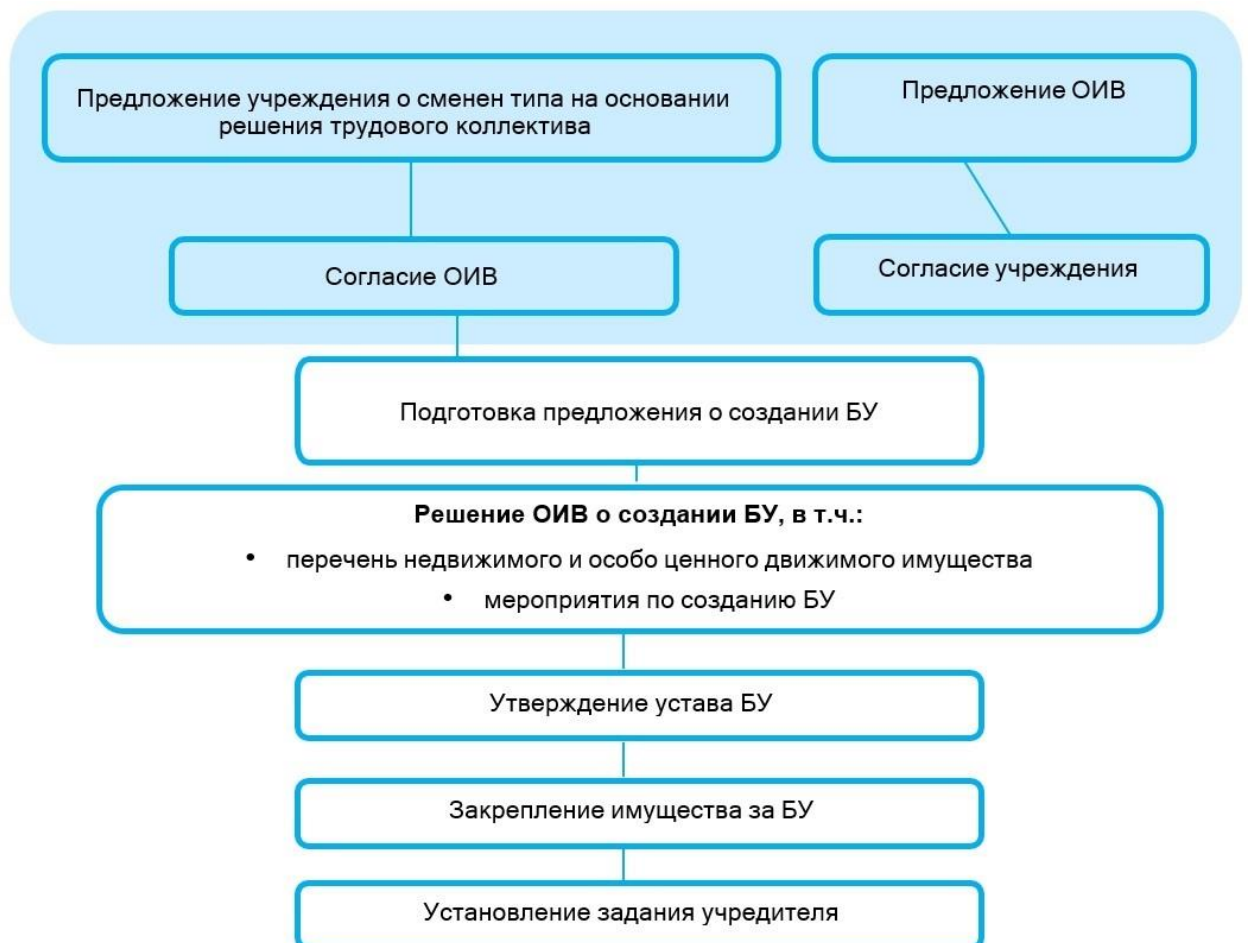 Предложение учреждения о сменен типа на основании
решения трудового коллектива
Предложение ОИВ
Согласие ОИВ
Согласие учреждения
Подготовка предложения о создании БУ
Решение ОИВ о создании БУ, в т.ч.:
• перечень недвижимого и особо ценного движимого имущества
• мероприятия по созданию БУ
Утверждение устава БУ
Закрепление имущества за БУ
Установление задания учредителя